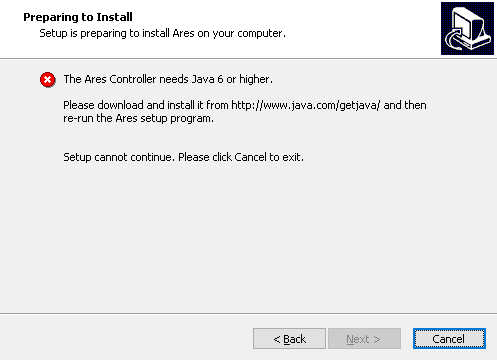 Preparing to Install
Setup is preparing to install Ares on your computer.
The Ares Controller needs Java 6 or higher.
Please download and install it from http://www.java.com/getjava/ and then
re-run the Ares setup program.
Setup cannot continue. Please click Cancel to exit.
< Back
Next >
Cancel